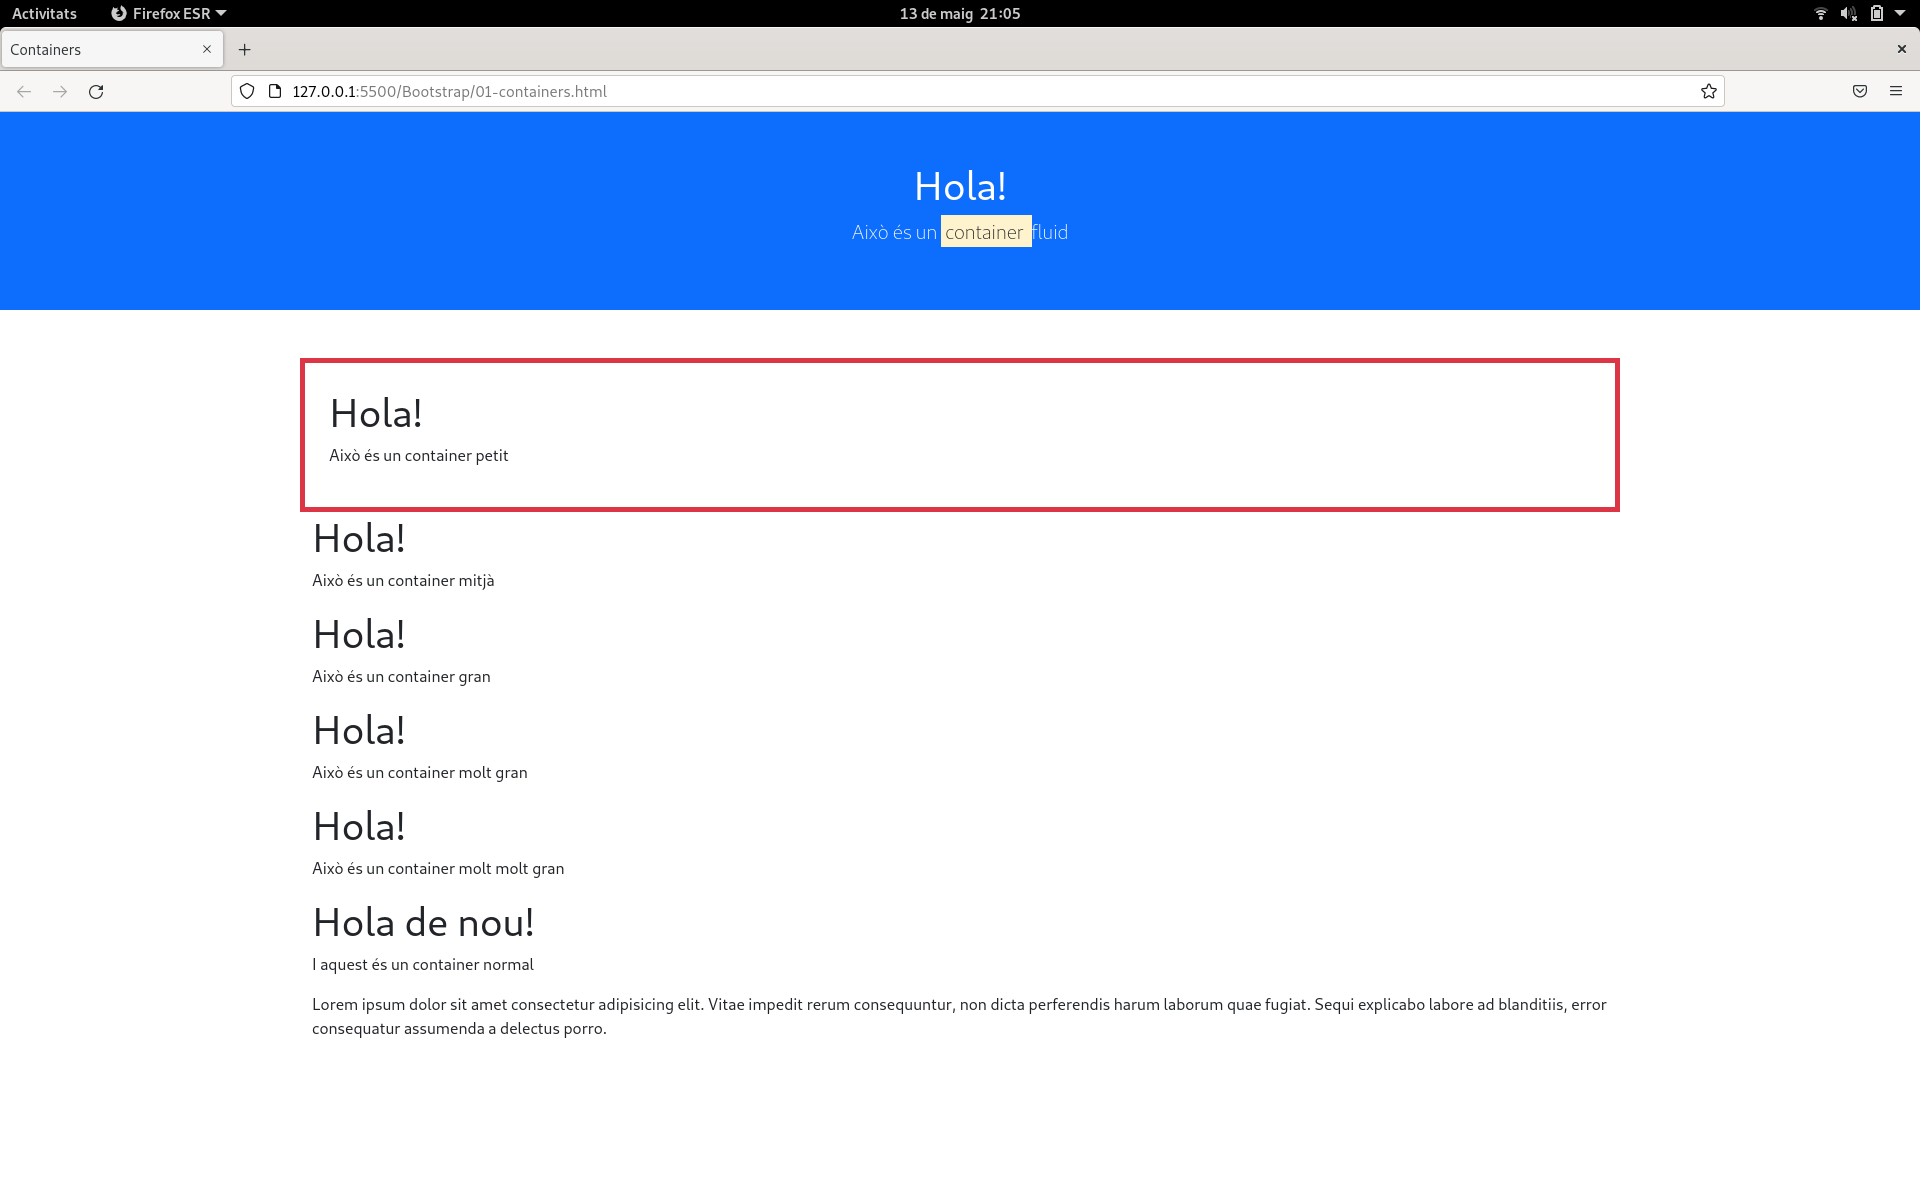 Activitats Firefox ESR 13 de maig 21:05
Containers
127.0.0.1:5500/Bootstrap/01-containers.html
Hola!
Això és un container fluid
Hola!
Això és un container petit
Hola!
Això és un container mitjà
Hola!
Això és un container gran
Hola!
Això és un container molt gran
Hola!
Això és un container molt molt gran
Hola de nou!
I aquest és un container normal
Lorem ipsum dolor sit amet consectetur adipisicing elit. Vitae impedit rerum consequuntur, non dicta perferendis harum laborum quae fugiat. Sequi explicabo labore ad blanditiis, error
consequatur assumenda a delectus porro.